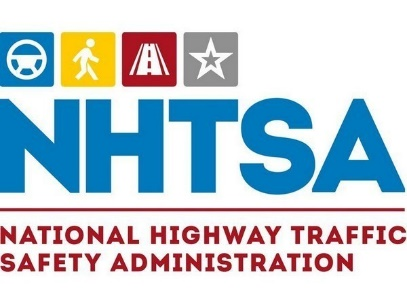 NHTSA
NATIONAL HIGHWAY TRAFFIC
SAFETY ADMINISTRATION